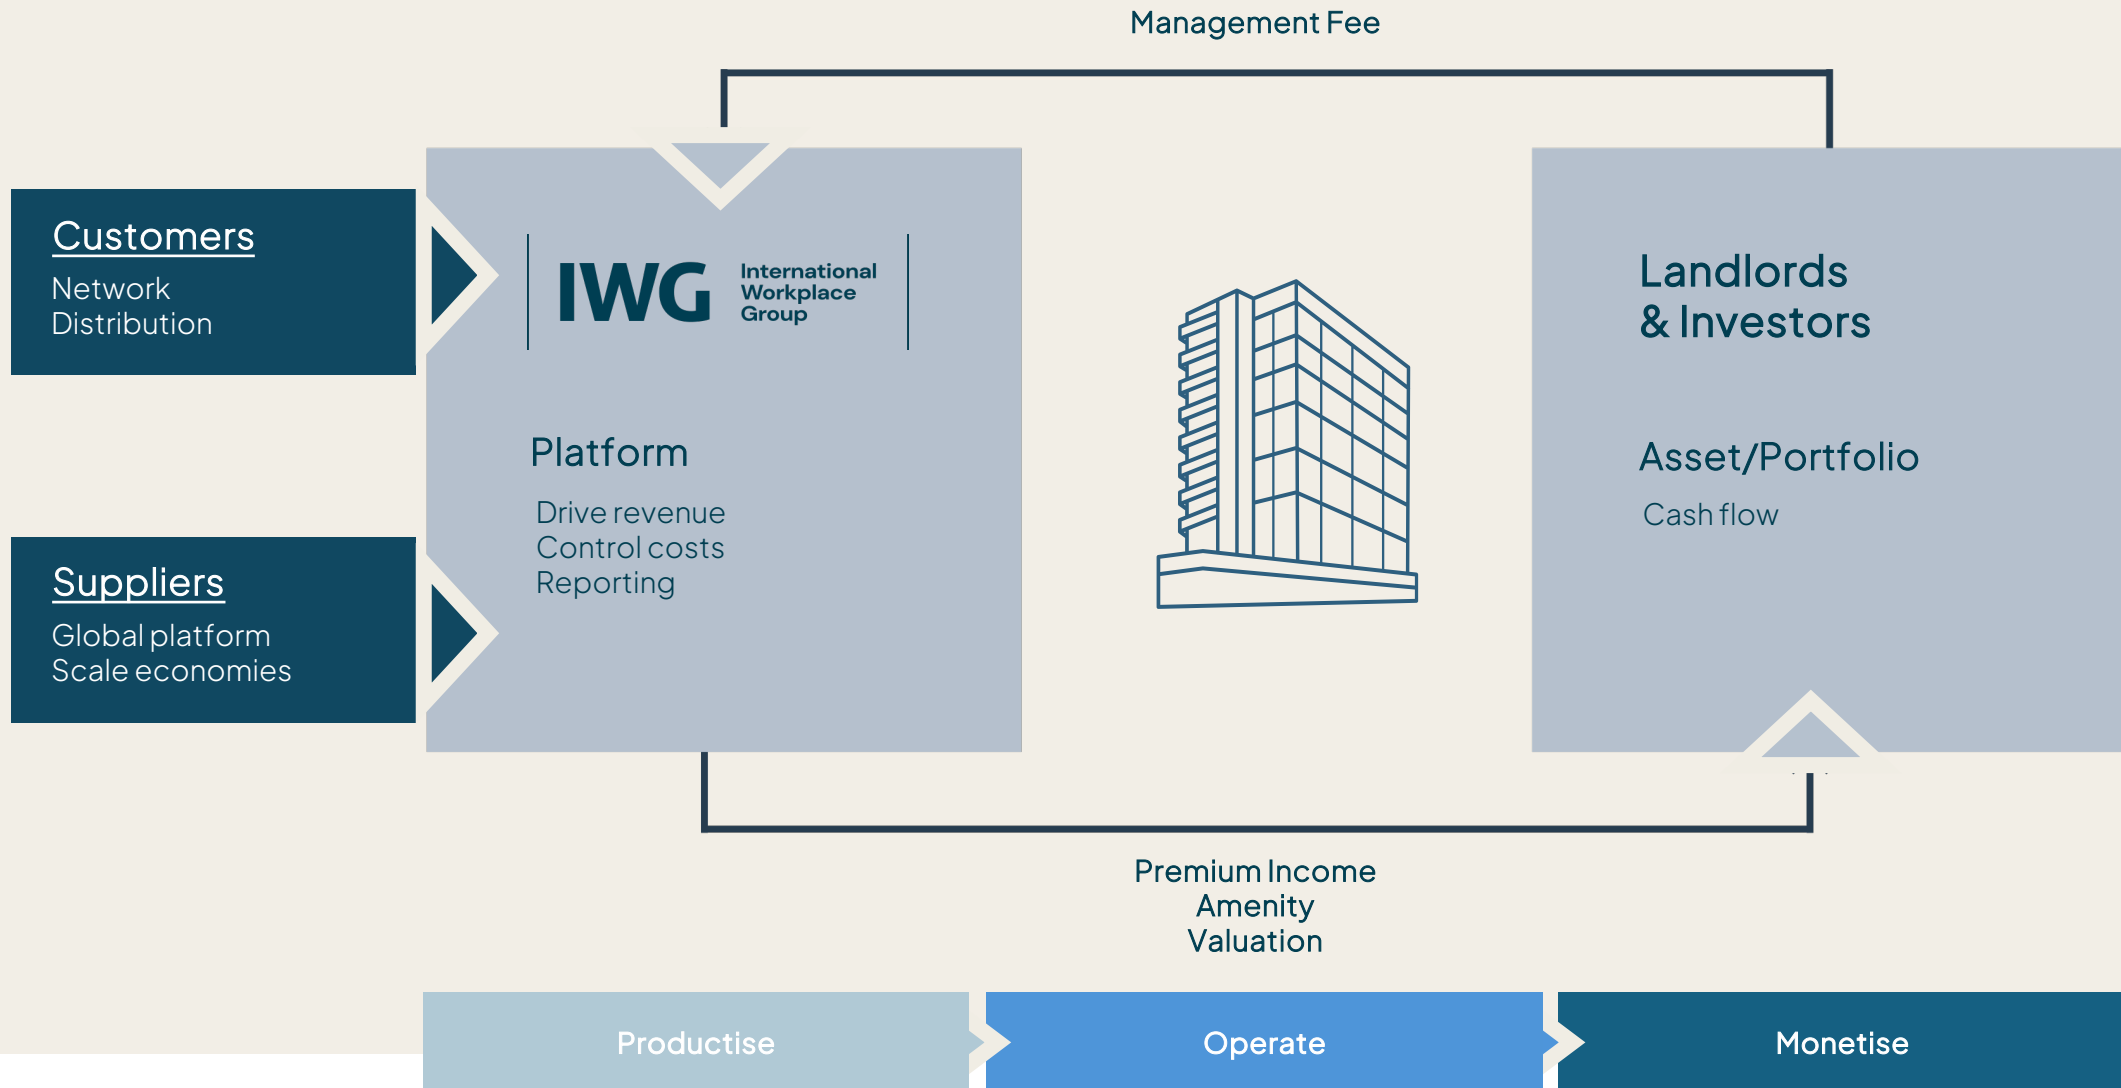 Management Fee
Customers
Network
Distribution
Suppliers
Global platform
Scale economies
IWG
International
Workplace
Group
Platform
Drive revenue
Control costs
Reporting
Landlords
& Investors
Asset/Portfolio
Cash flow
Premium Income
Amenity
Valuation
Productise
Operate
Monetise